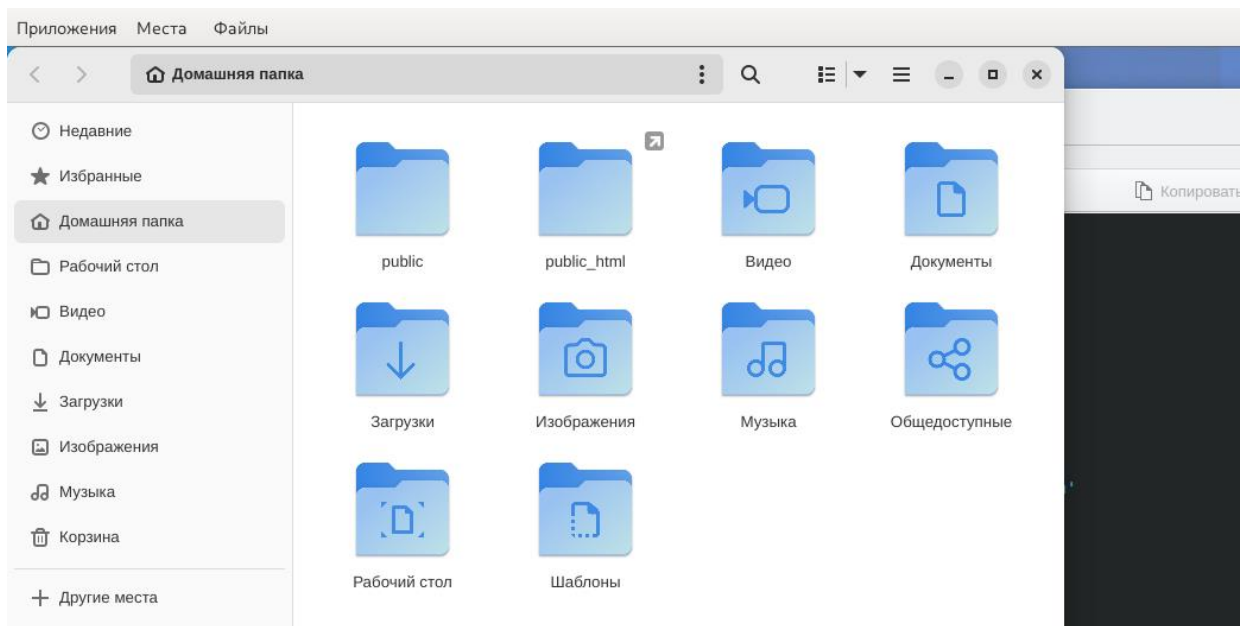 Приложения Места Файлы
Домашняя папка
Недавние
Избранные
Домашняя папка
Рабочий стол
Видео
Документы
Загрузки
Изображения
Музыка
Корзина
Другие места
public public_html Видео Документы
Загрузки Изображения Музыка Общедоступные
Рабочий стол Шаблоны
Копировать